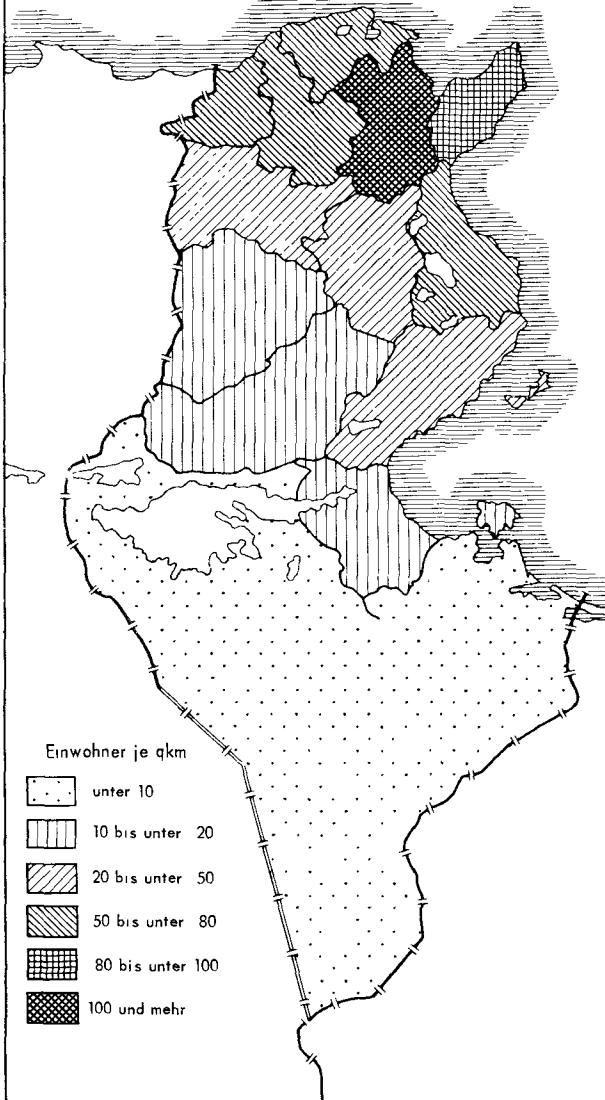 Einwohner je qkm
unter 10
10 bis unter 20
20 bis unter 50
50 bis unter 80
80 bis unter 100
100 und mehr